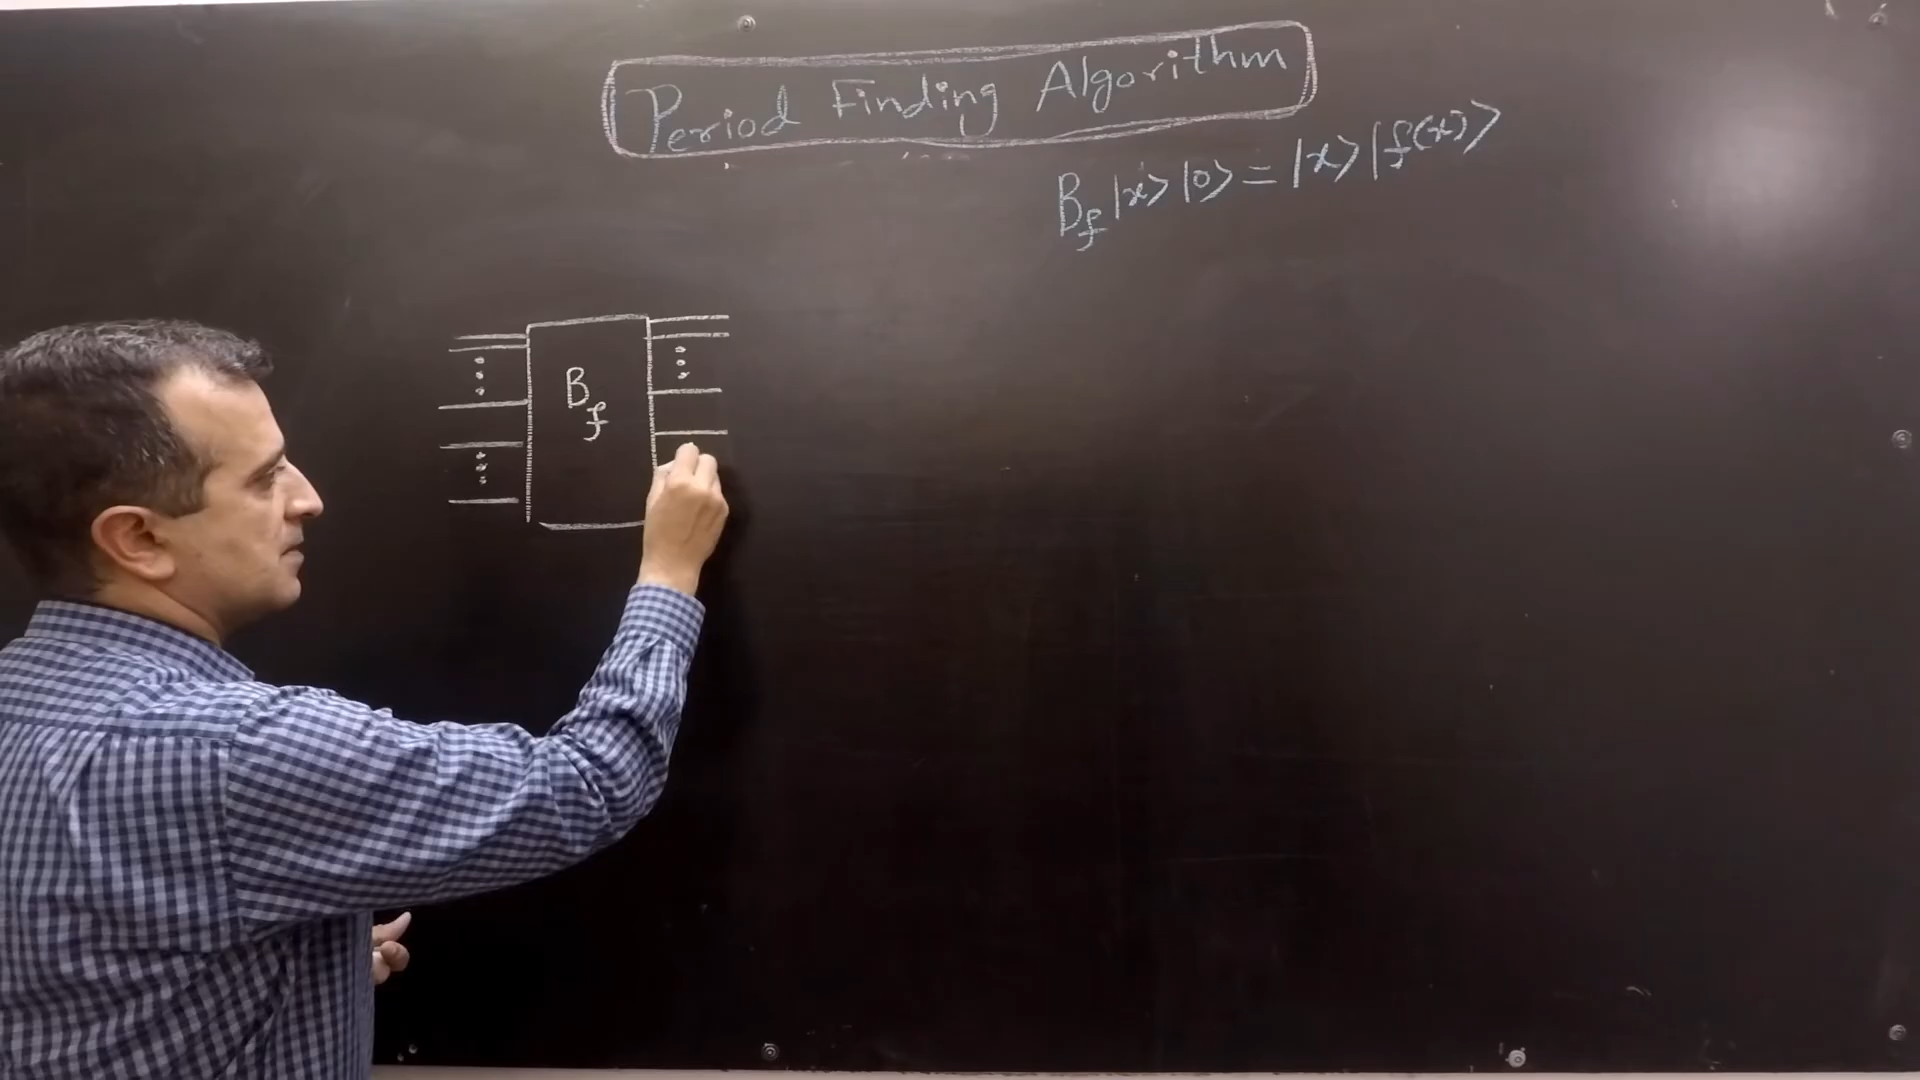 Period Finding Algorithm
B_f |x⟩ |0⟩ = |x⟩ |f(x)⟩
B_f